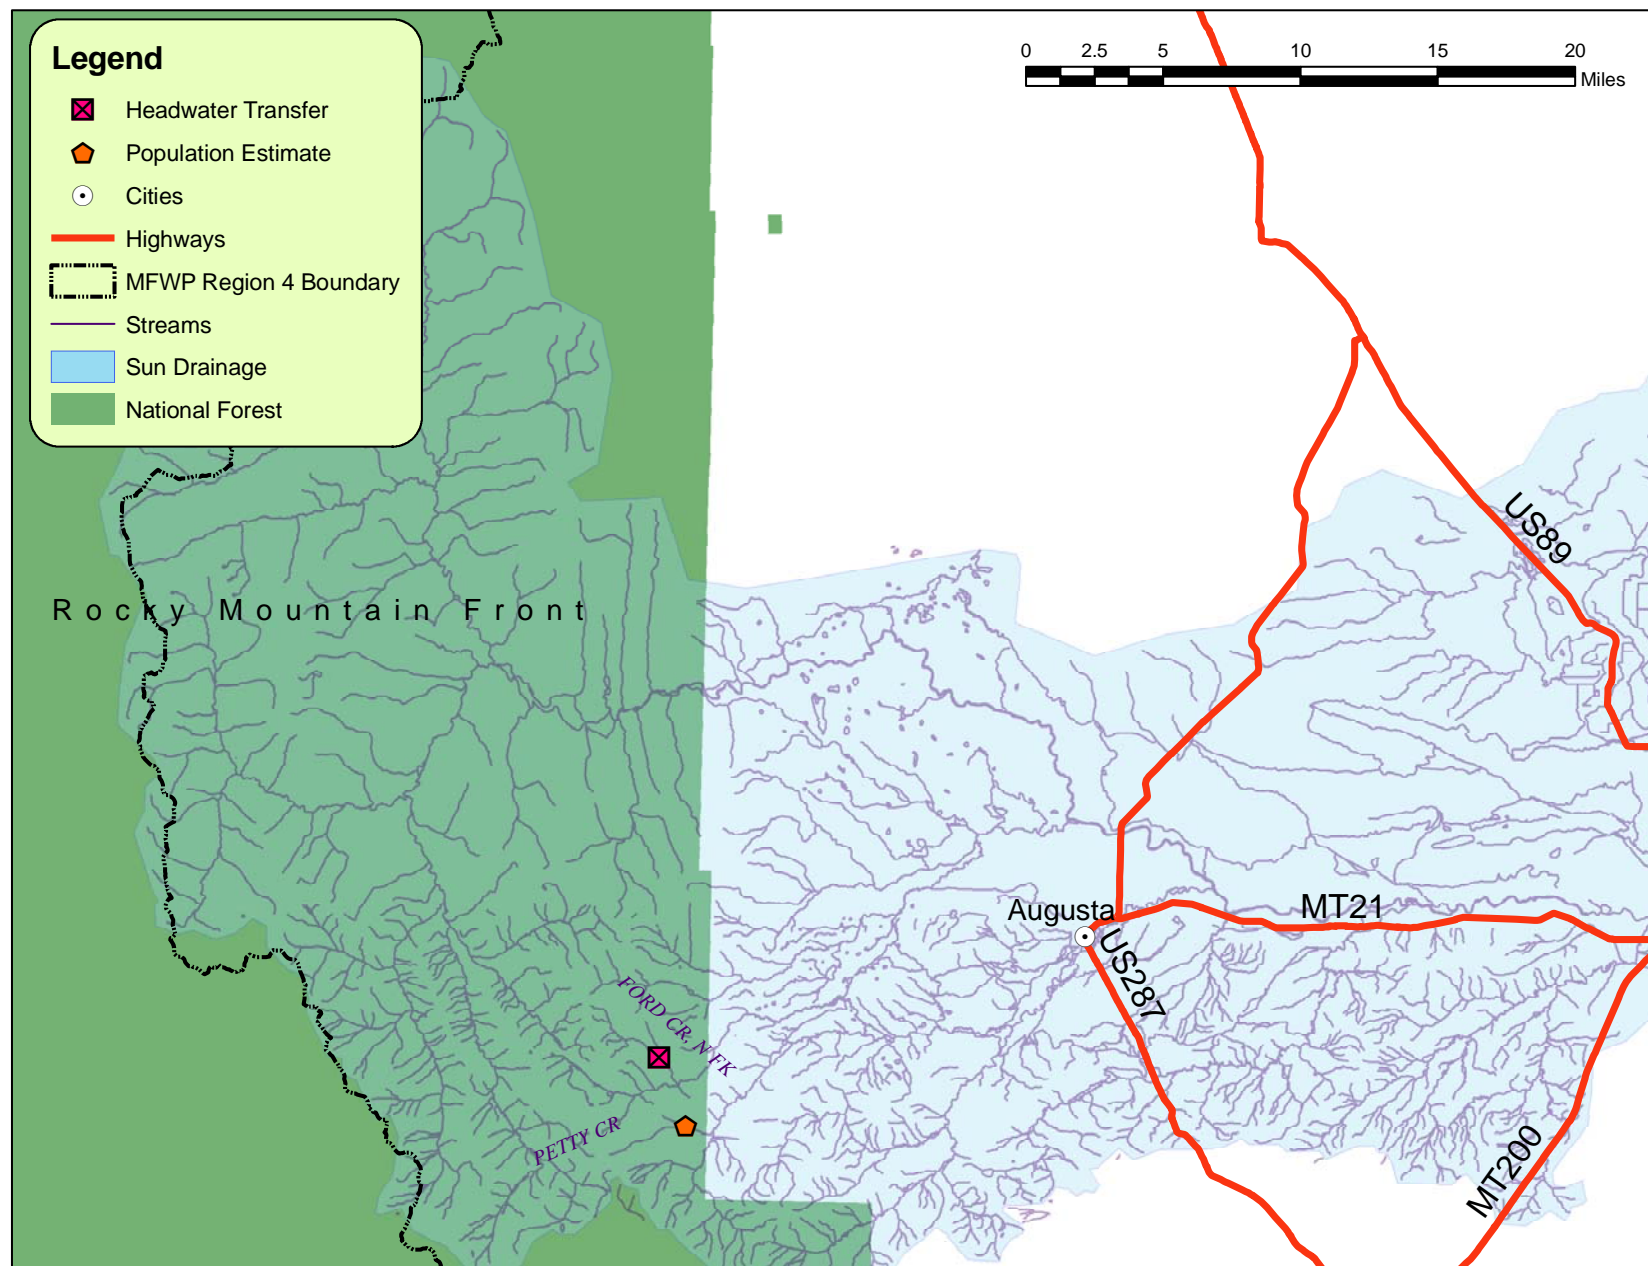 Legend
Headwater Transfer
Population Estimate
Cities
Highways
MFWP Region 4 Boundary
Streams
Sun Drainage
National Forest
0 2.5 5 10 15 20
Miles
US89
Rocky Mountain Front
Augusta
MT21
US287
FORD CR, N FK
PETTY CR
MT200